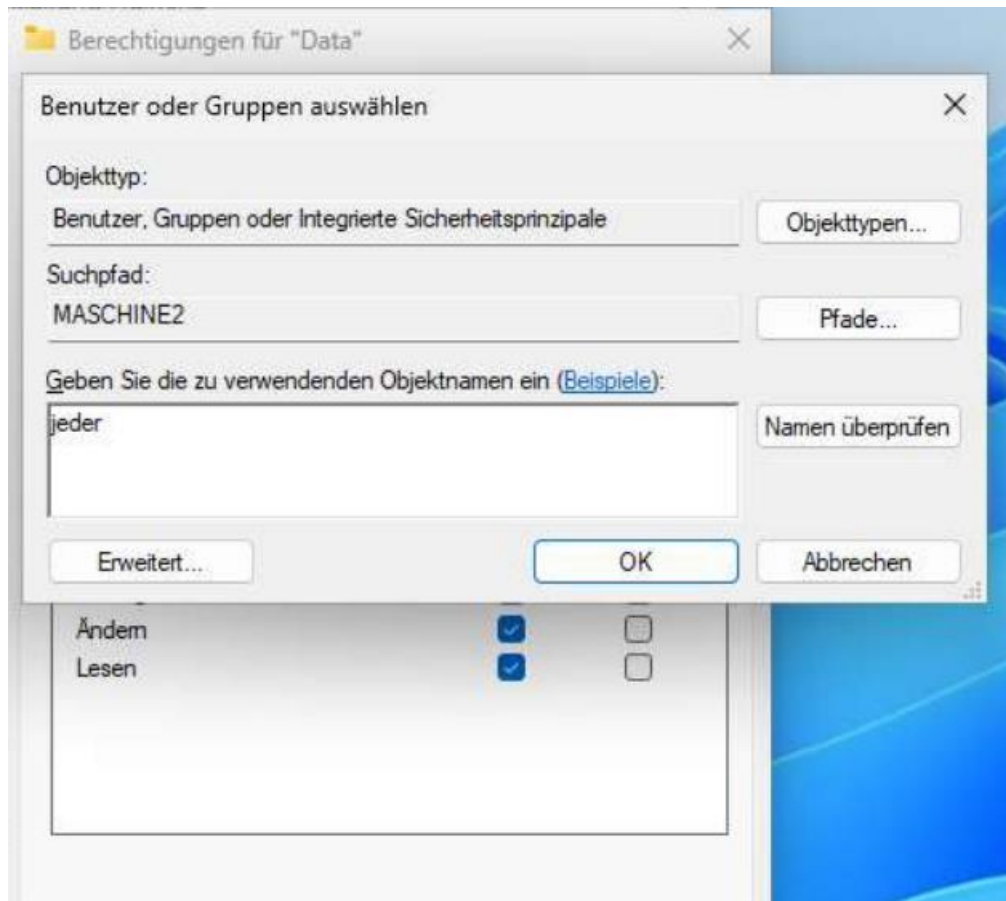 Berechtigungen für "Data"
Benutzer oder Gruppen auswählen
Objekttyp:
Benutzer, Gruppen oder Integrierte Sicherheitsprinzipale
Objekttypen...
Suchpfad:
MASCHINE2
Pfade...
Geben Sie die zu verwendenden Objektnamen ein (Beispiele):
jeder
Namen überprüfen
Erweitert...
OK
Abbrechen
Ändern
Lesen